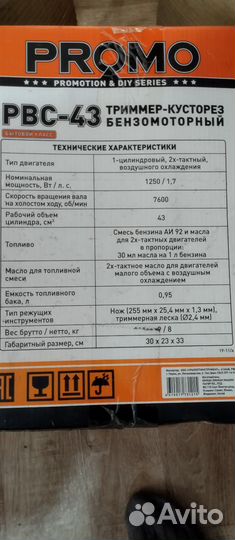 PROMO
PROMOTION & DIY SERIES
PBC-43 ТРИММЕР-КУСТОРЕЗ БЕНЗОМОТОРНЫЙ
БЫТОВОЙ КЛАСС
ТЕХНИЧЕСКИЕ ХАРАКТЕРИСТИКИ
Тип двигателя 1-цилиндровый, 2х-тактный, воздушного охлаждения
Номинальная мощность, Вт / л. с. 1250 / 1,7
Скорость вращения вала на холостом ходу, об/мин 7600
Рабочий объем цилиндра, см³ 43
Топливо Смесь бензина АИ 92 и масла для 2х-тактных двигателей в пропорции: 30 мл масла на 1 л бензина
Масло для топливной смеси 2х-тактное масло для двигателей малого объема с воздушным охлаждением
Емкость топливного бака, л 0,95
Тип режущих инструментов Нож (255 мм х 25,4 мм х 1,3 мм), триммерная леска (Ø2,4 мм)
Вес брутто / нетто, кг 9 / 8
Габаритный размер, см 30 х 23 х 33
EAC
Avito